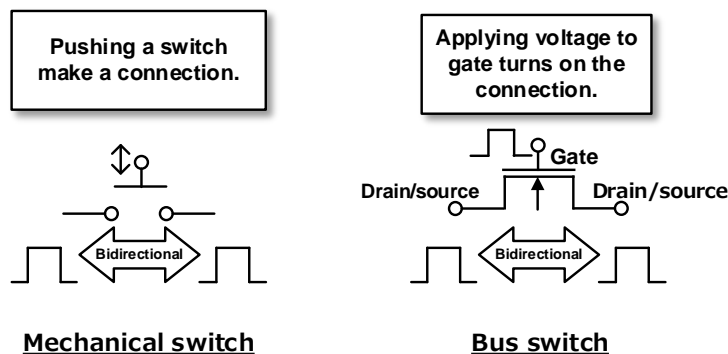 Pushing a switch
make a connection.
Applying voltage to
gate turns on the
connection.
Gate
Drain/source
Drain/source
Bidirectional
Bidirectional
Mechanical switch
Bus switch